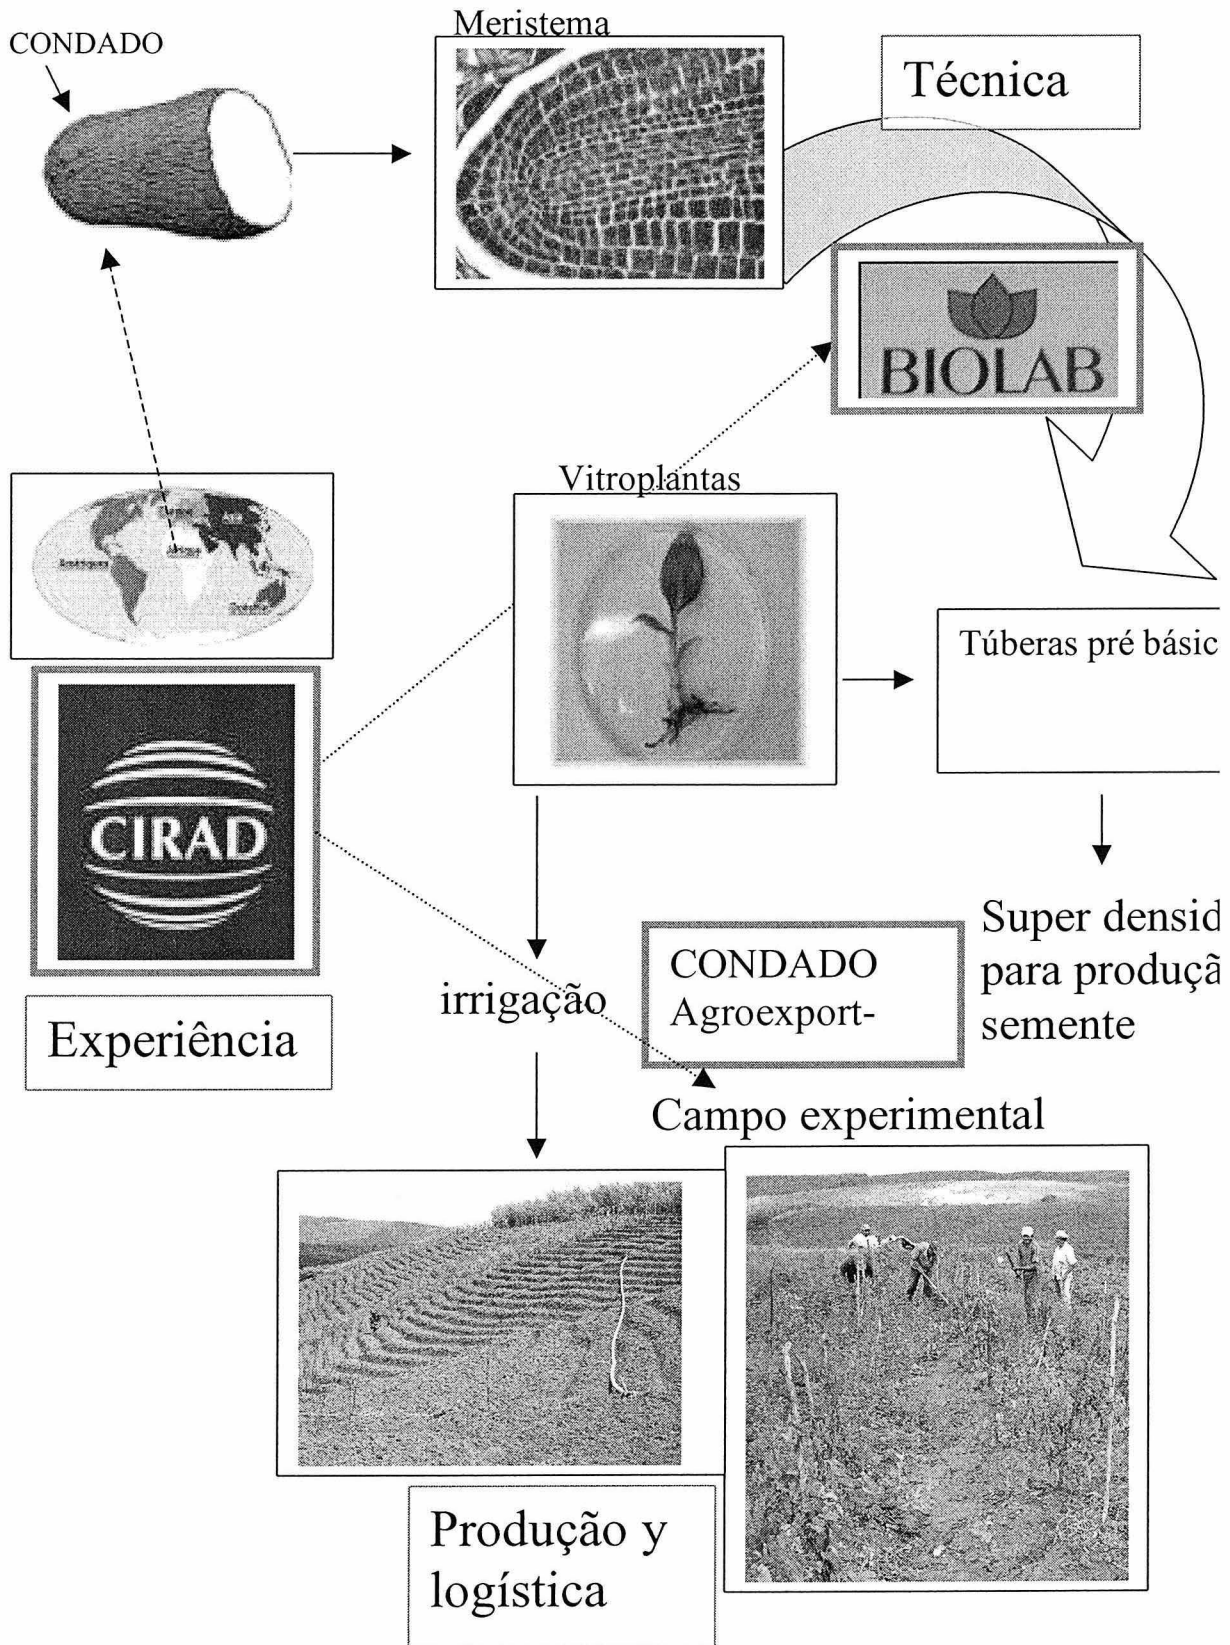 Meristema
CONDADO
Técnica
BIOLAB
Vitroplantas
Túberas pré básic
CIRAD
Super densid
para produçã
semente
CONDADO
Agroexport-
irrigação
Experiência
Campo experimental
Produção y
logística